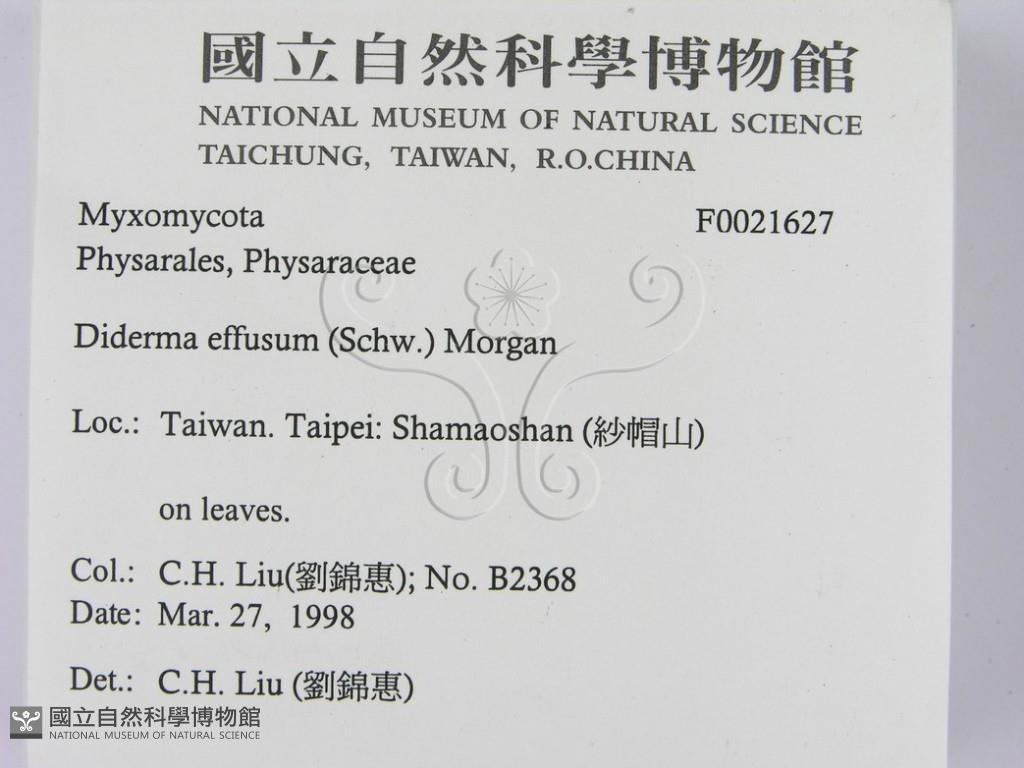 國立自然科學博物館
NATIONAL MUSEUM OF NATURAL SCIENCE
TAICHUNG, TAIWAN, R.O.CHINA
Myxomycota F0021627
Physarales, Physaraceae
Diderma effusum (Schw.) Morgan
Loc.: Taiwan. Taipei: Shamaoshan (紗帽山)
on leaves.
Col.: C.H. Liu(劉錦惠); No. B2368
Date: Mar. 27, 1998
Det.: C.H. Liu (劉錦惠)
國立自然科學博物館
NATIONAL MUSEUM OF NATURAL SCIENCE